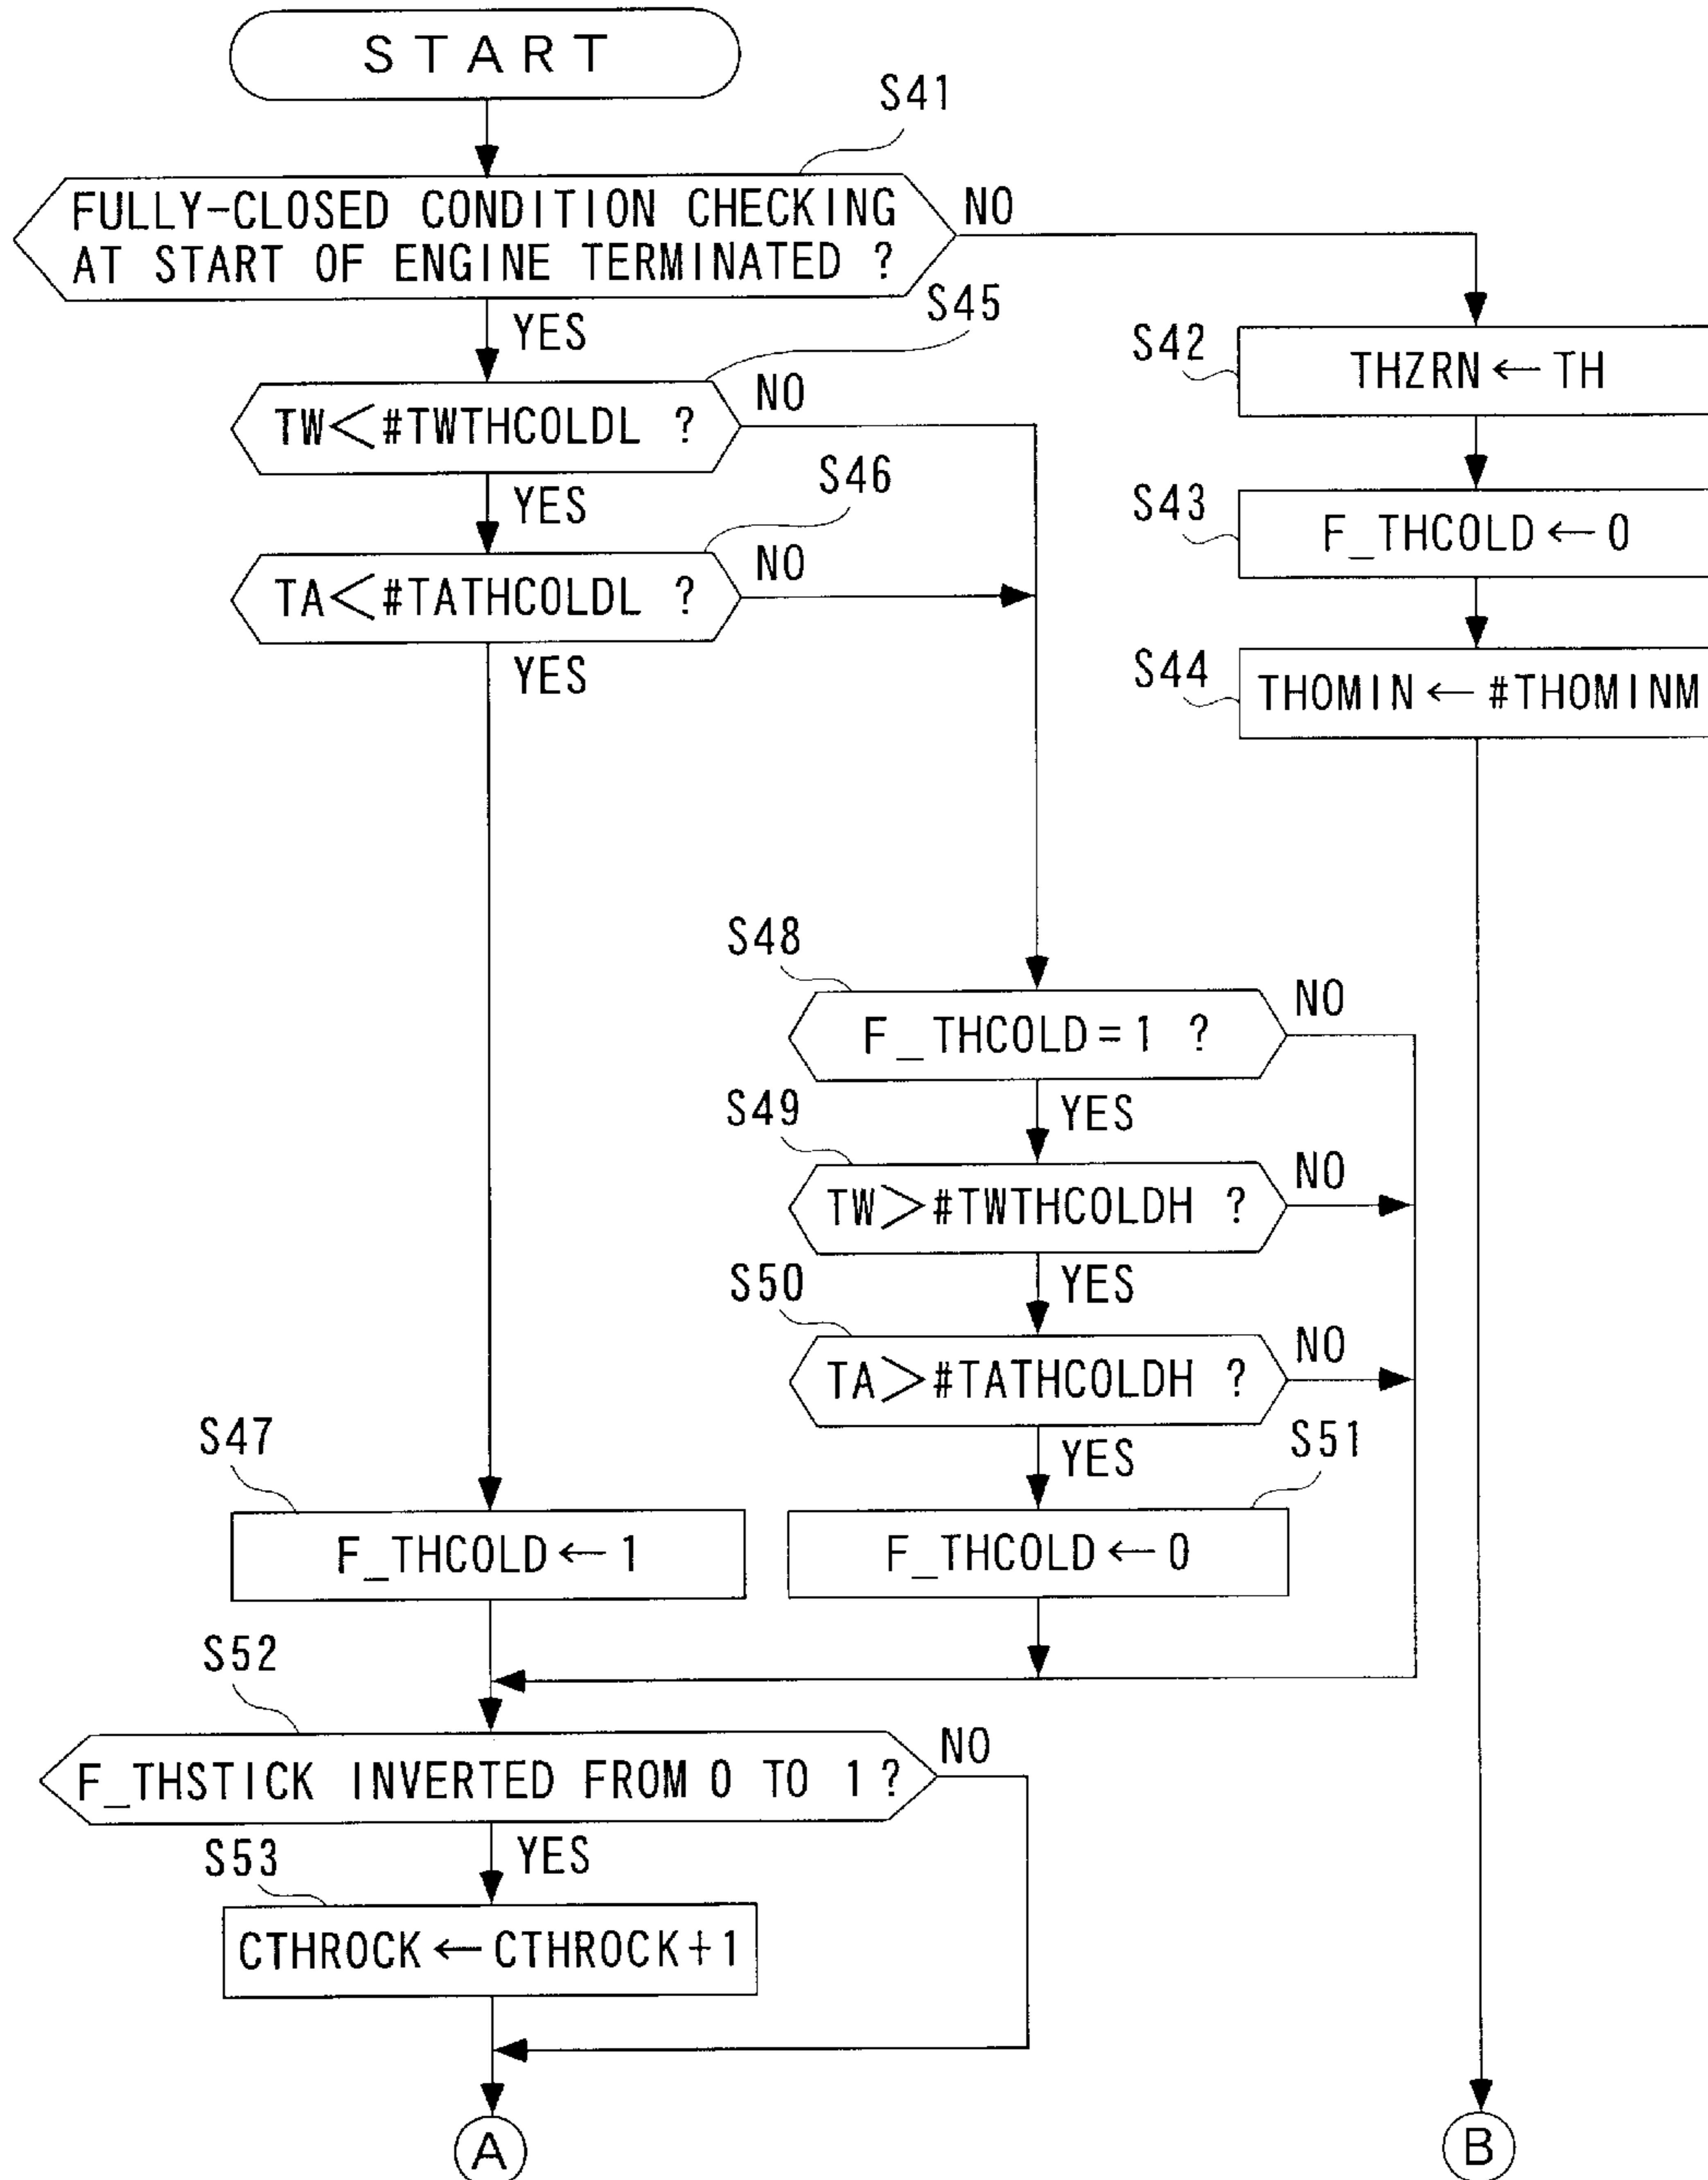 START
S41
FULLY-CLOSED CONDITION CHECKING
AT START OF ENGINE TERMINATED ?
NO
YES
S45
TW<#TWTHCOLDL ?
NO
YES
S46
TA<#TATHCOLDL ?
NO
YES
S42
THZRN←TH
S43
F_THCOLD←0
S44
THOMIN←#THOMINM
S48
F_THCOLD=1 ?
NO
YES
S49
TW>#TWTHCOLDH ?
NO
YES
S50
TA>#TATHCOLDH ?
NO
YES
S47
F_THCOLD←1
S51
F_THCOLD←0
S52
F_THSTICK INVERTED FROM 0 TO 1?
NO
YES
S53
CTHROCK←CTHROCK+1
A
B